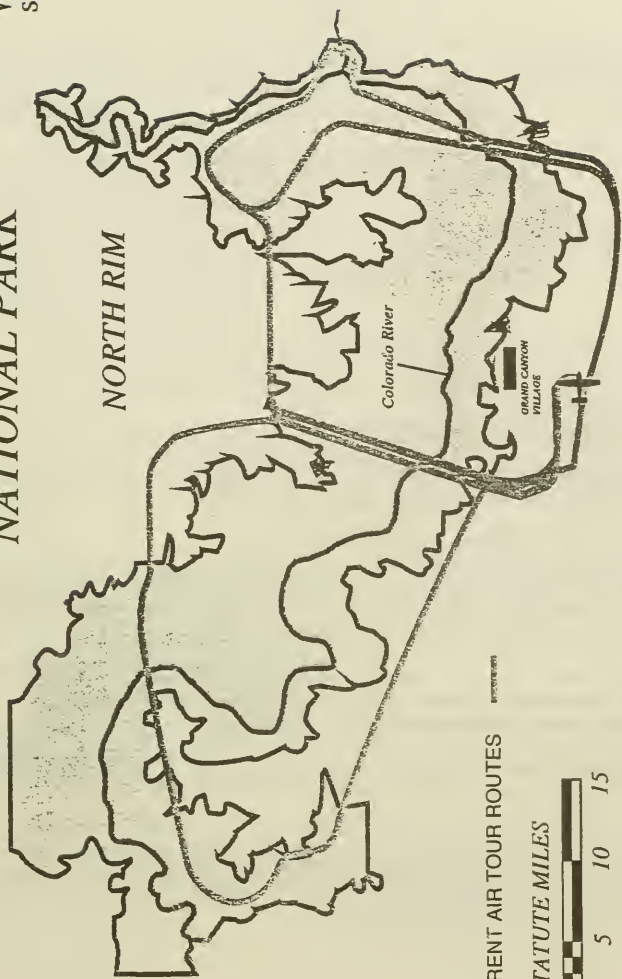 NATIONAL PARK
NORTH RIM
Colorado River
GRAND CANYON
VILLAGE
RENT AIR TOUR ROUTES
TATUTE MILES
5 10 15